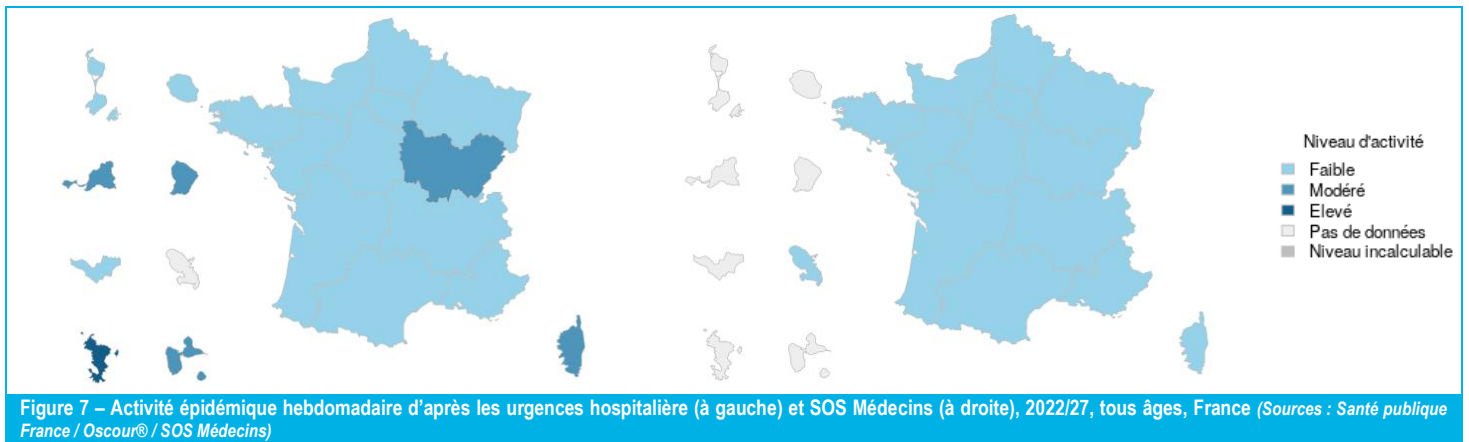 Niveau d'activité
Faible
Modéré
Elevé
Pas de données
Niveau incalculable
Figure 7 – Activité épidémique hebdomadaire d'après les urgences hospitalière (à gauche) et SOS Médecins (à droite), 2022/27, tous âges, France (Sources : Santé publique
France / Oscour® / SOS Médecins)